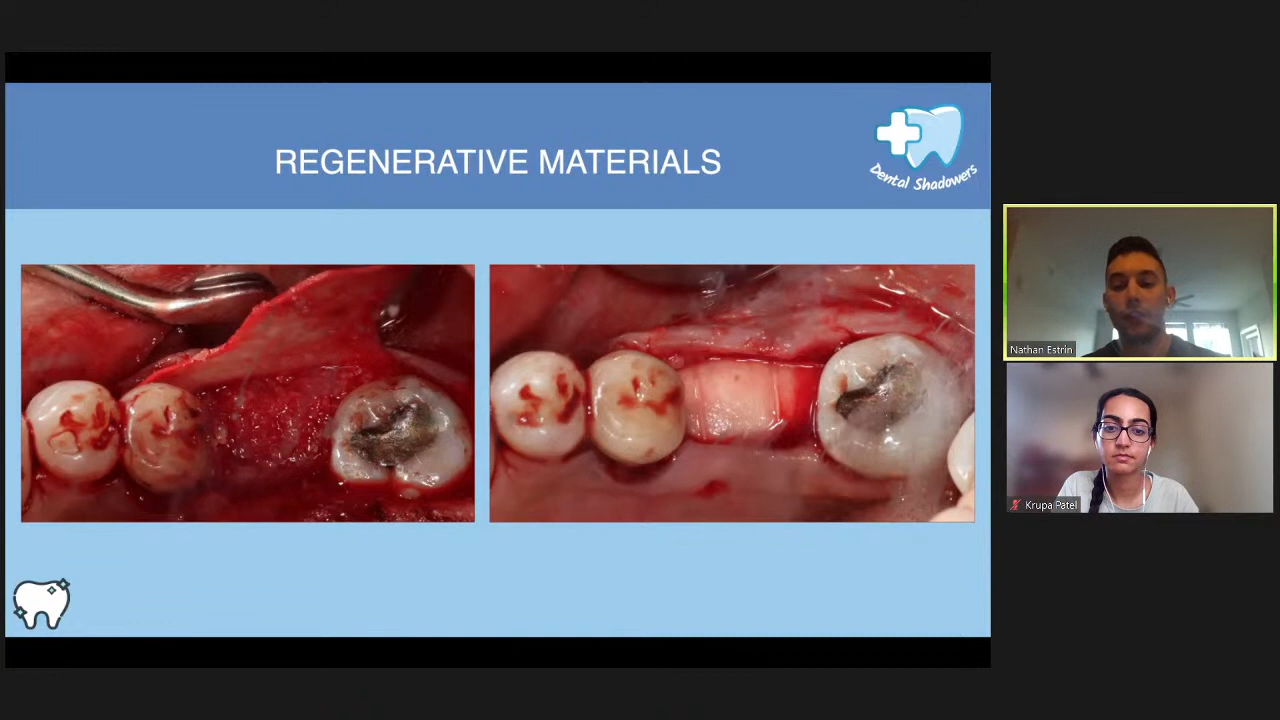 REGENERATIVE MATERIALS
Dental Shadowers
Nathan Estrin
Krupa Patel